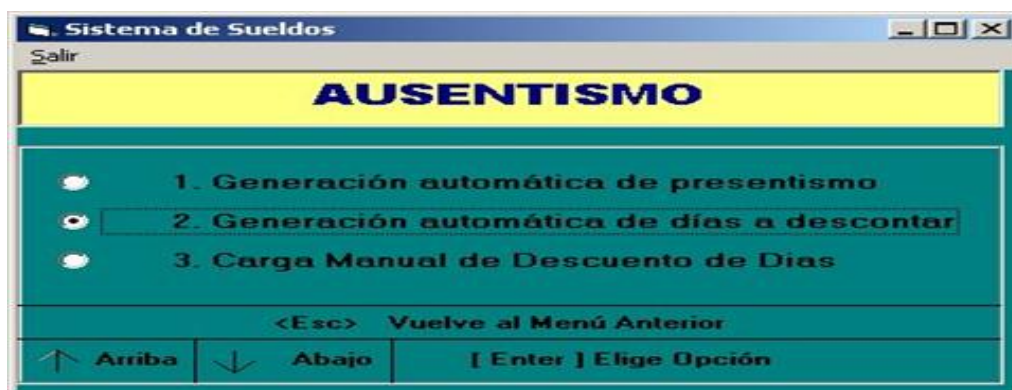 Sistema de Sueldos
Salir
AUSENTISMO
1. Generación automática de presentismo
2. Generación automática de días a descontar
3. Carga Manual de Descuento de Dias
<Esc> Vuelve al Menú Anterior
Arriba Abajo [ Enter ] Elige Opción